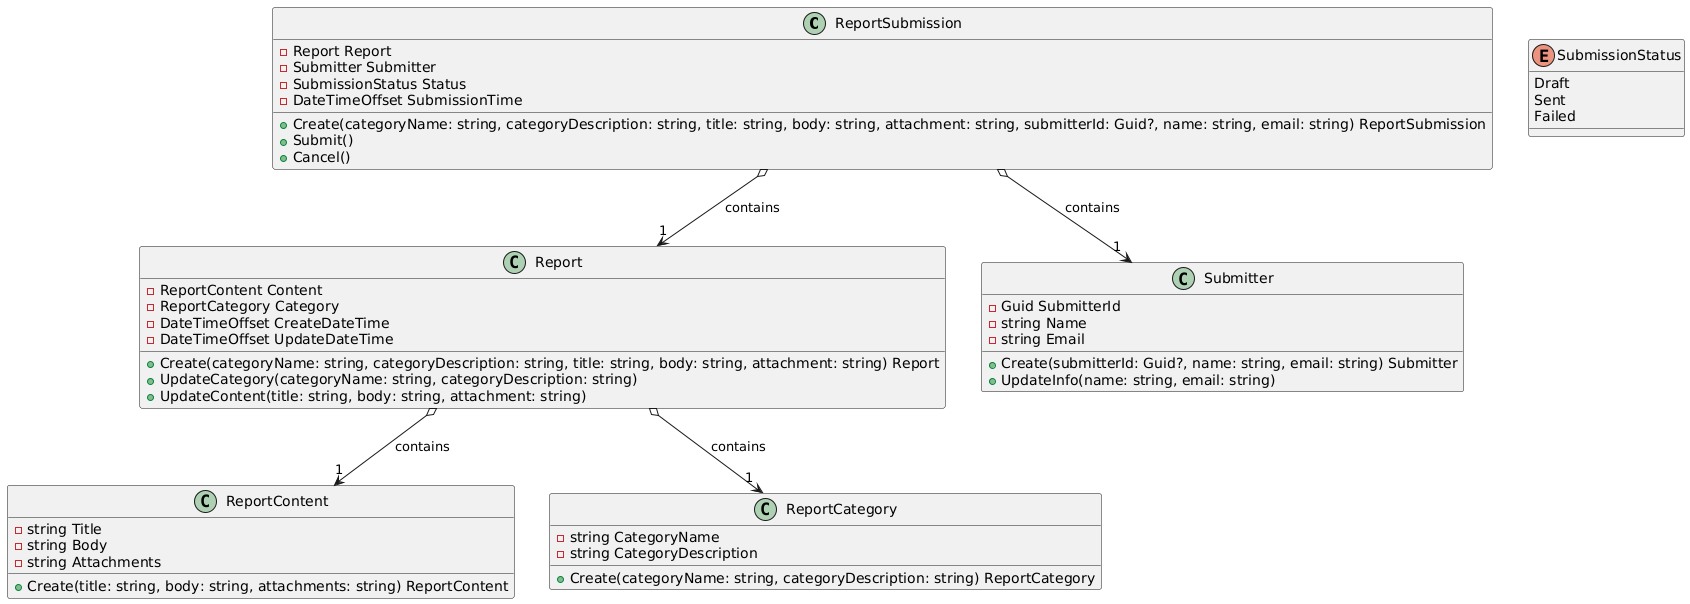 C ReportSubmission
Report Report
Submitter Submitter
SubmissionStatus Status
DateTimeOffset SubmissionTime
Create(categoryName: string, categoryDescription: string, title: string, body: string, attachment: string, submitterId: Guid?, name: string, email: string) ReportSubmission
Submit()
Cancel()
E SubmissionStatus
Draft
Sent
Failed
contains
1
contains
1
C Report
ReportContent Content
ReportCategory Category
DateTimeOffset CreateDateTime
DateTimeOffset UpdateDateTime
Create(categoryName: string, categoryDescription: string, title: string, body: string, attachment: string) Report
UpdateCategory(categoryName: string, categoryDescription: string)
UpdateContent(title: string, body: string, attachment: string)
C Submitter
Guid SubmitterId
string Name
string Email
Create(submitterId: Guid?, name: string, email: string) Submitter
UpdateInfo(name: string, email: string)
contains
1
contains
1
C ReportContent
string Title
string Body
string Attachments
Create(title: string, body: string, attachments: string) ReportContent
C ReportCategory
string CategoryName
string CategoryDescription
Create(categoryName: string, categoryDescription: string) ReportCategory